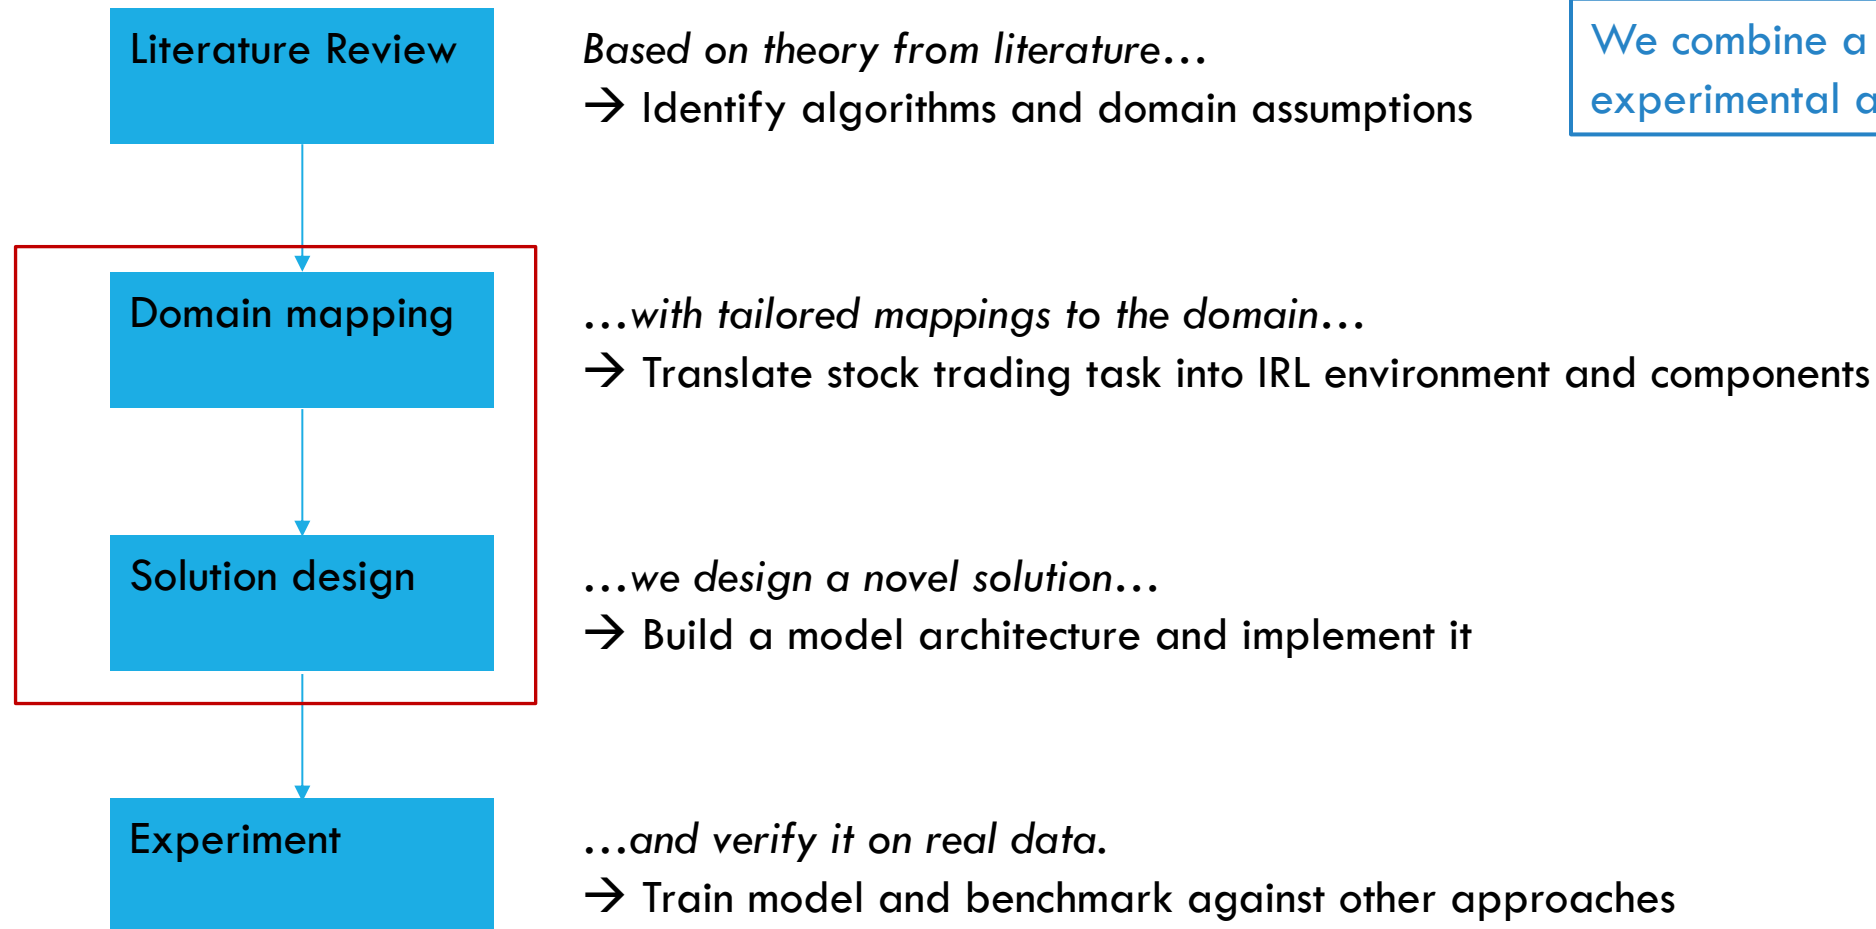 Literature Review
Based on theory from literature…
→ Identify algorithms and domain assumptions
We combine a
experimental a
Domain mapping
…with tailored mappings to the domain…
→ Translate stock trading task into IRL environment and components
Solution design
…we design a novel solution…
→ Build a model architecture and implement it
Experiment
…and verify it on real data.
→ Train model and benchmark against other approaches